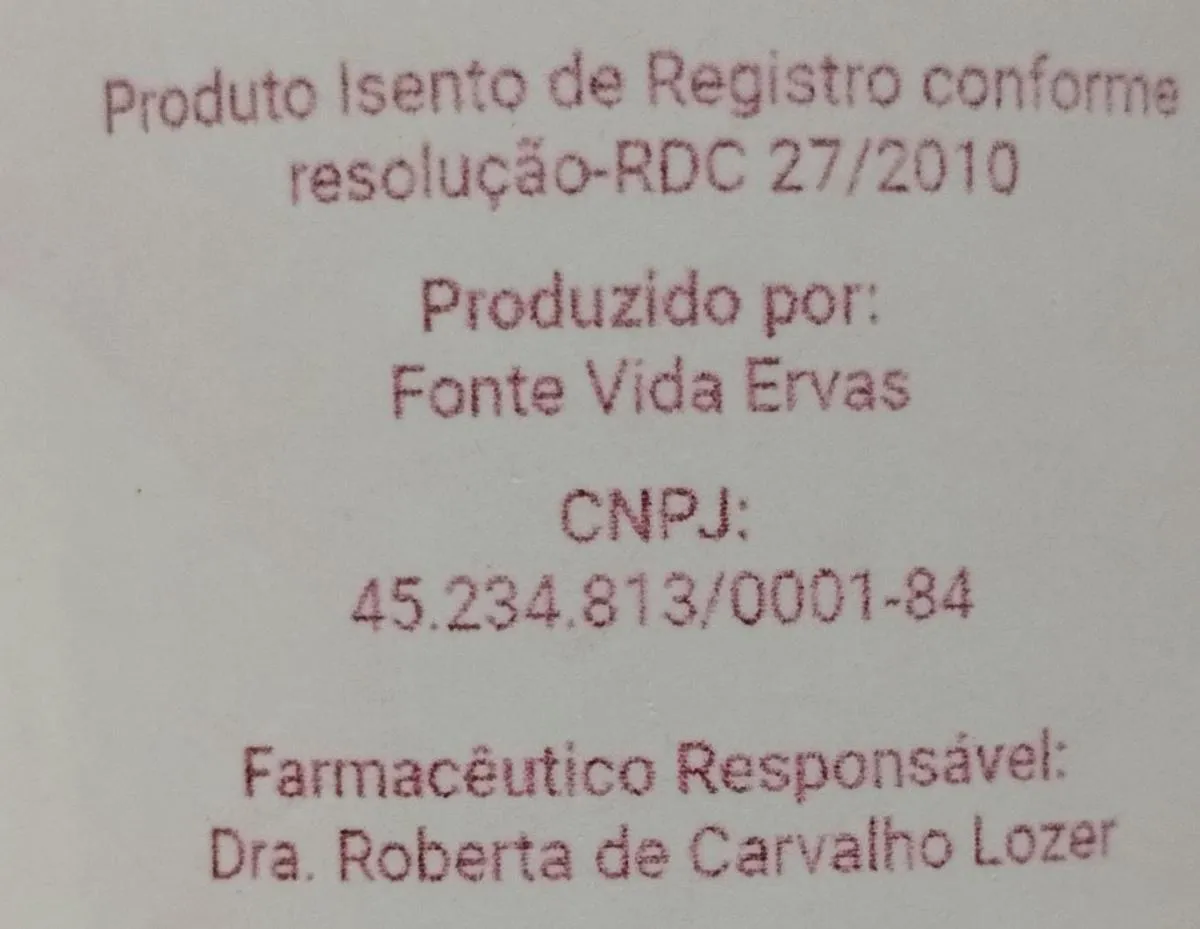 Produto Isento de Registro conforme
resolução-RDC 27/2010
Produzido por:
Fonte Vida Ervas
CNPJ:
45.234.813/0001-84
Farmacêutico Responsável:
Dra. Roberta de Carvalho Lozer